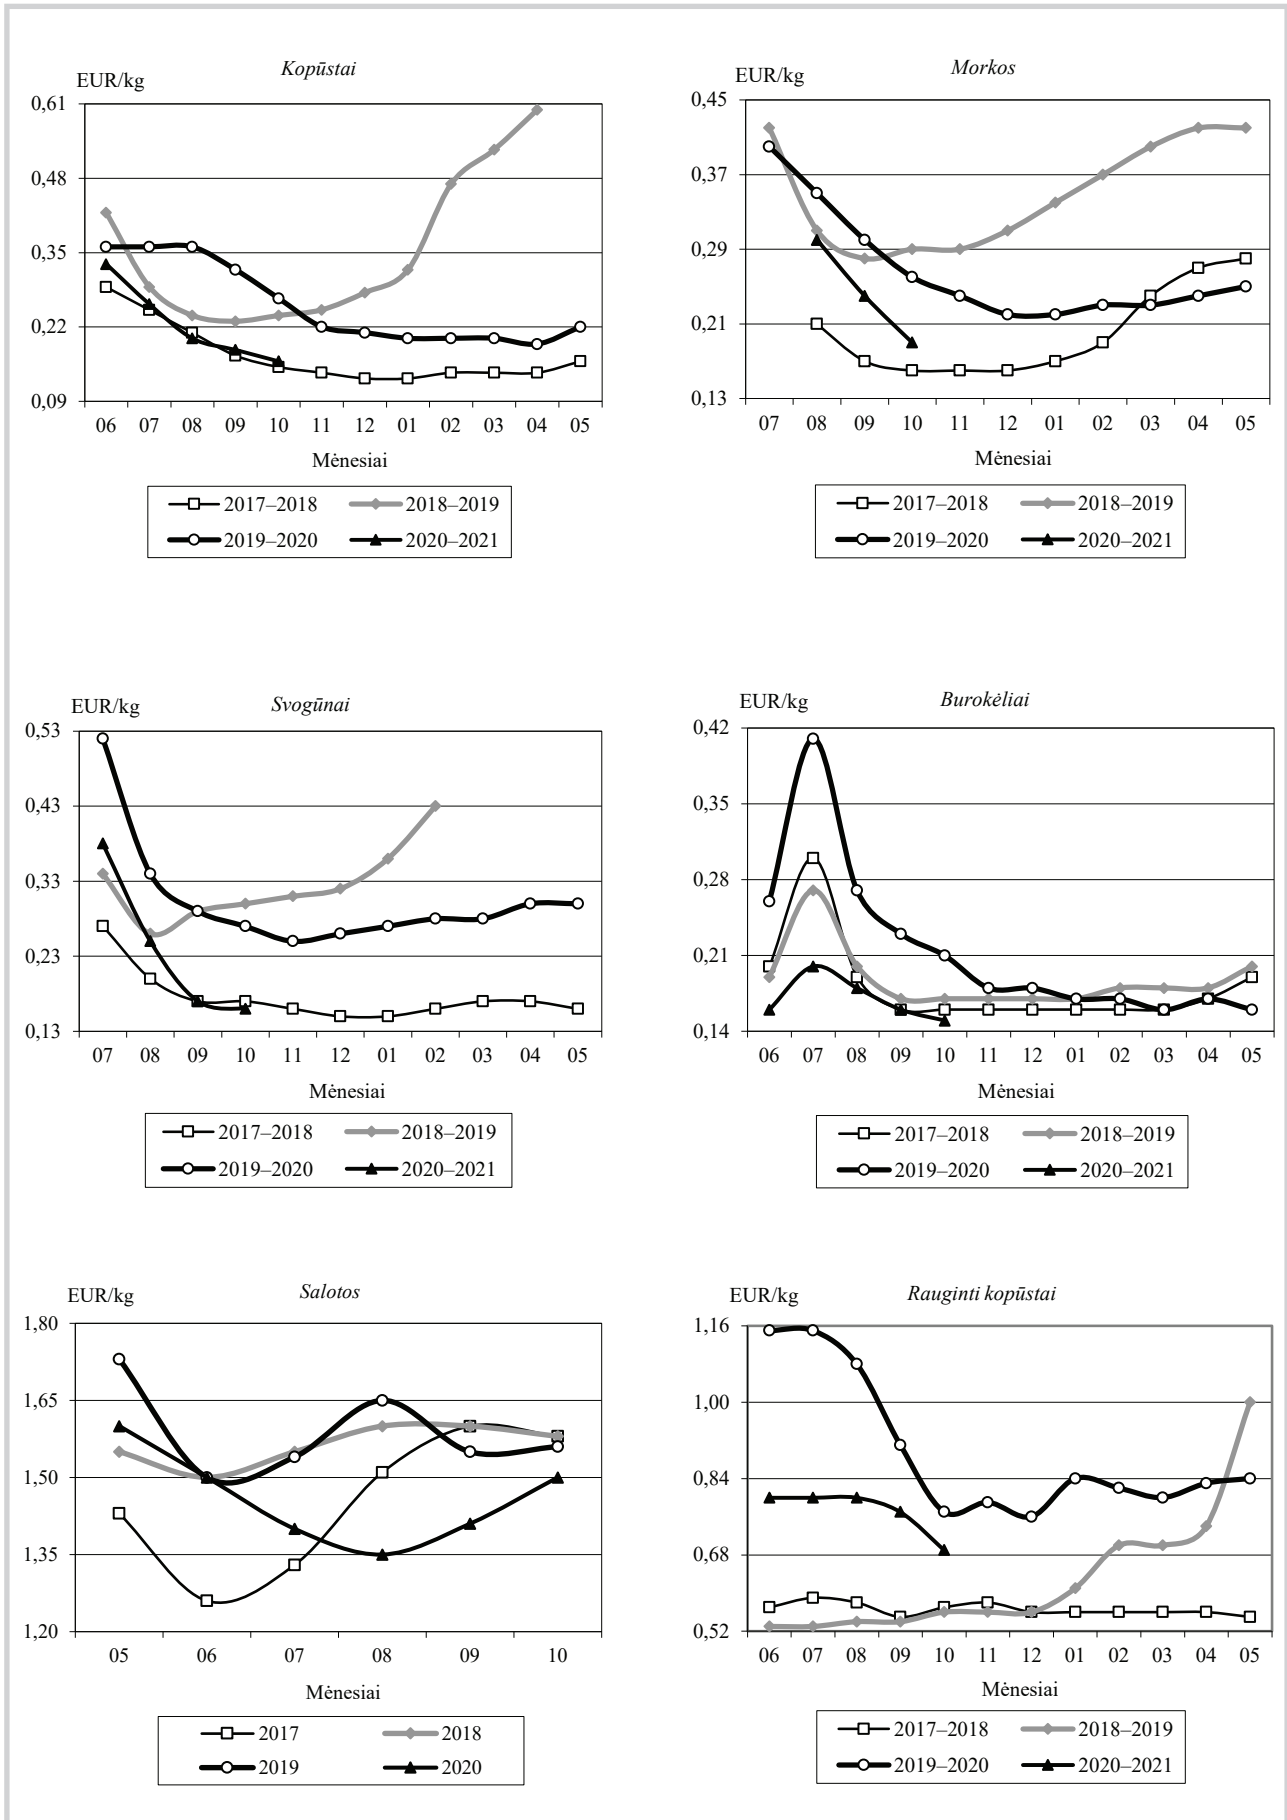 Kopūstai
EUR/kg
0,61
0,48
0,35
0,22
0,09
06 07 08 09 10 11 12 01 02 03 04 05
Mėnesiai
2017–2018 2018–2019
2019–2020 2020–2021
Morkos
EUR/kg
0,45
0,37
0,29
0,21
0,13
07 08 09 10 11 12 01 02 03 04 05
Mėnesiai
2017–2018 2018–2019
2019–2020 2020–2021
Svogūnai
EUR/kg
0,53
0,43
0,33
0,23
0,13
07 08 09 10 11 12 01 02 03 04 05
Mėnesiai
2017–2018 2018–2019
2019–2020 2020–2021
Burokėliai
EUR/kg
0,42
0,35
0,28
0,21
0,14
06 07 08 09 10 11 12 01 02 03 04 05
Mėnesiai
2017–2018 2018–2019
2019–2020 2020–2021
Salotos
EUR/kg
1,80
1,65
1,50
1,35
1,20
05 06 07 08 09 10
Mėnesiai
2017 2018
2019 2020
Rauginti kopūstai
EUR/kg
1,16
1,00
0,84
0,68
0,52
06 07 08 09 10 11 12 01 02 03 04 05
Mėnesiai
2017–2018 2018–2019
2019–2020 2020–2021